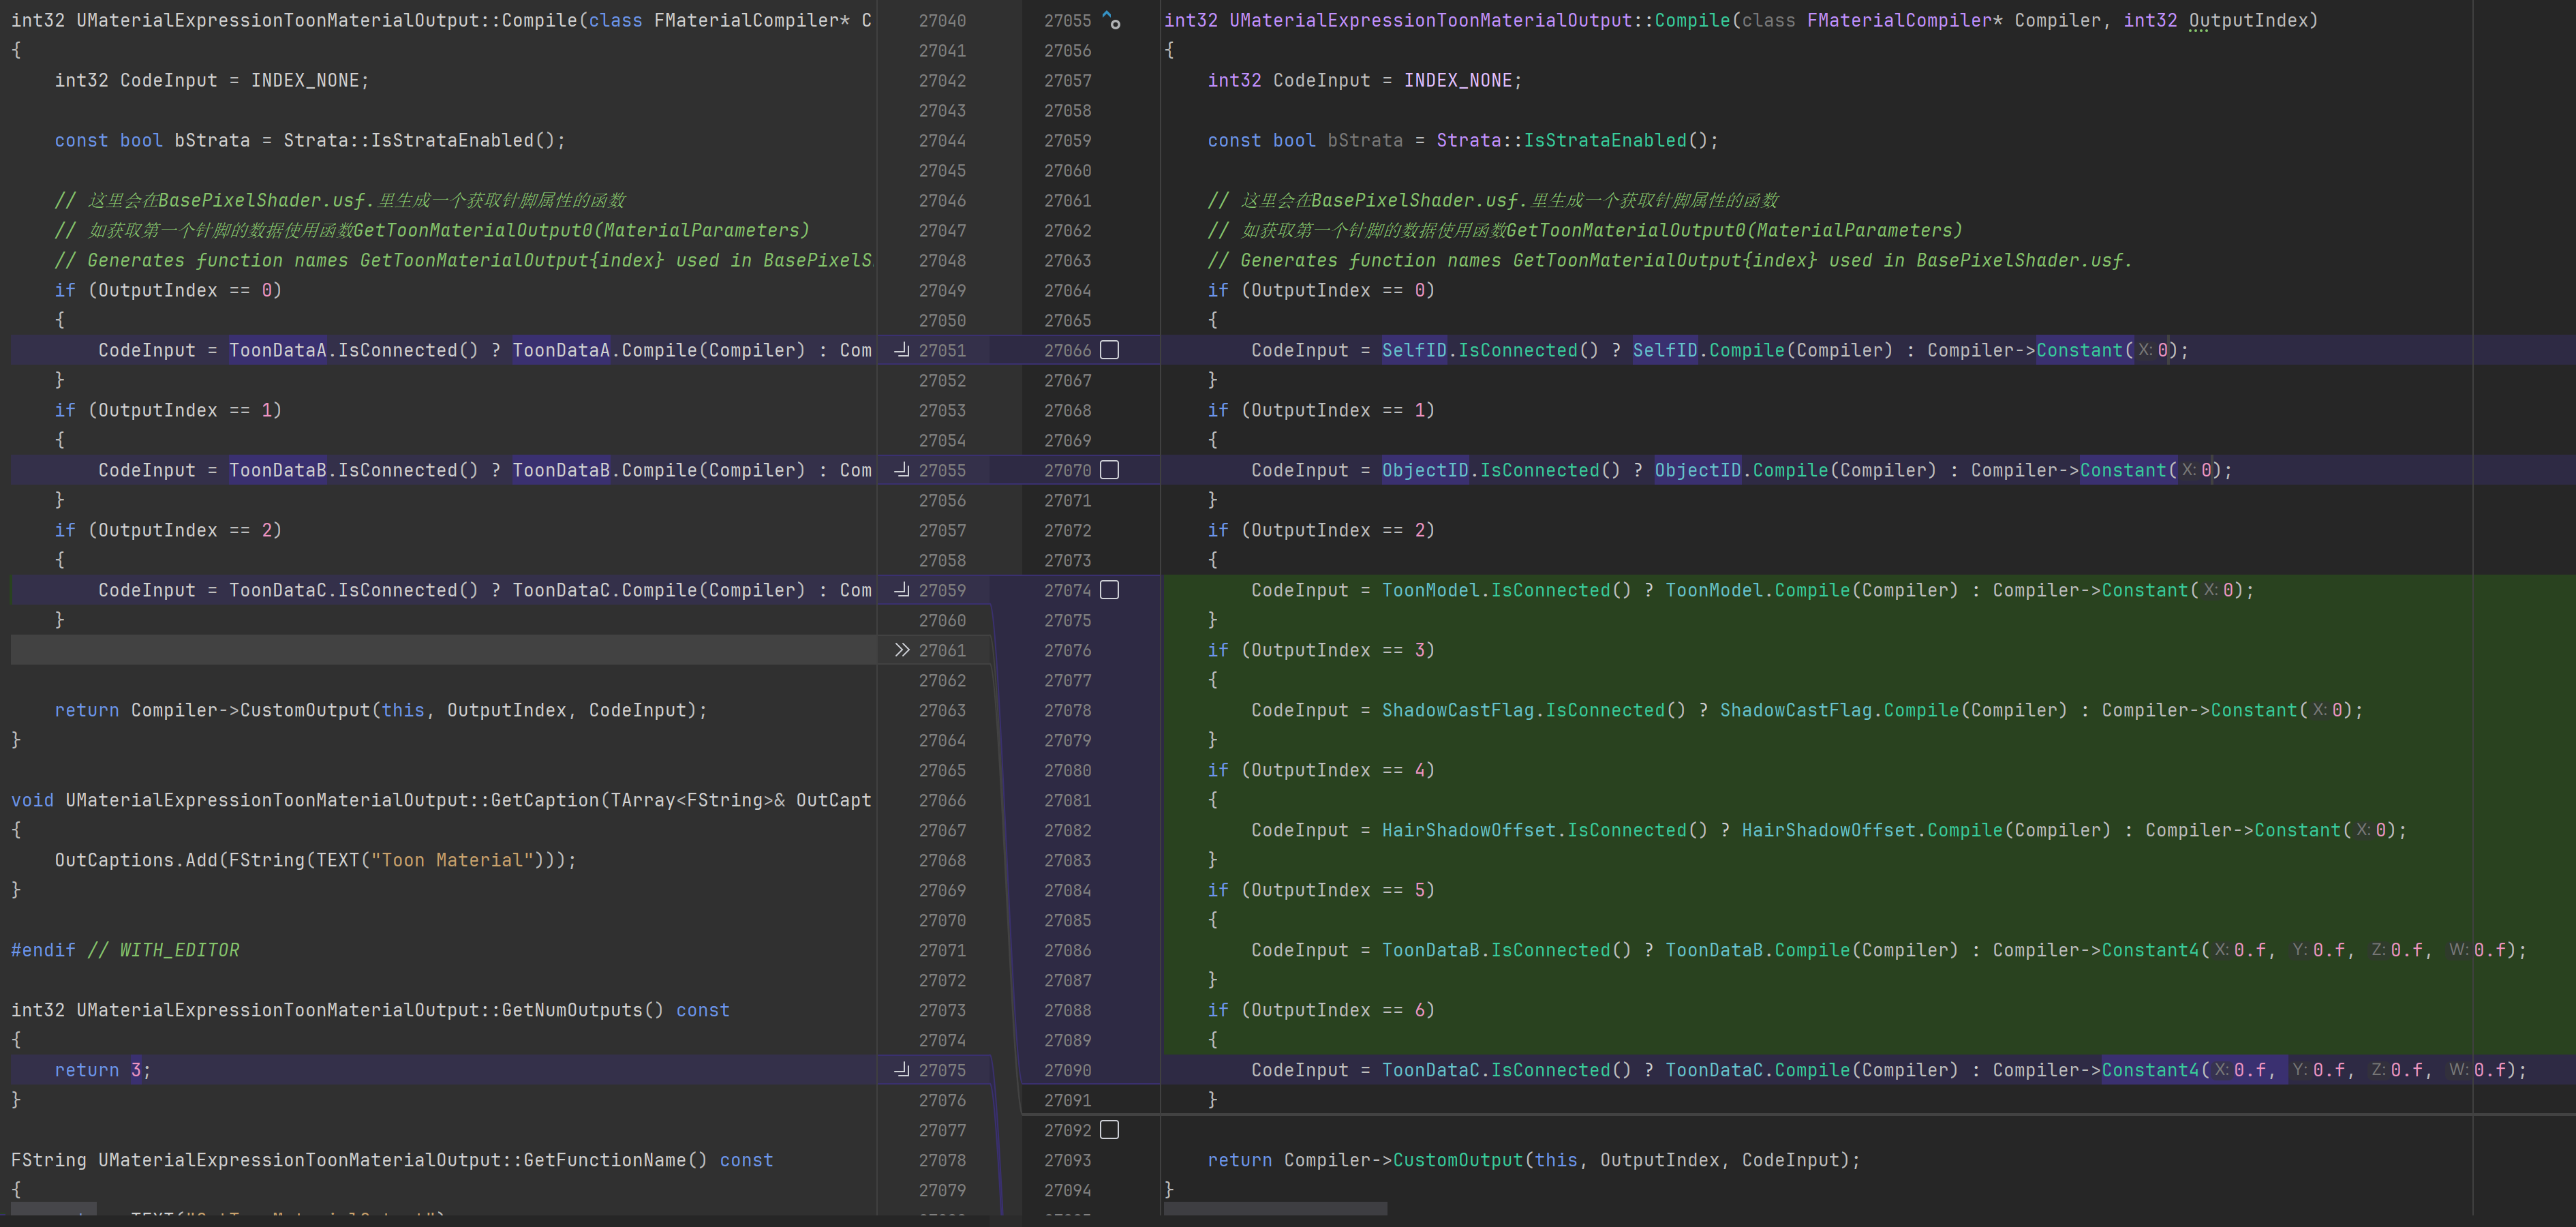 int32 UMaterialExpressionToonMaterialOutput::Compile(class FMaterialCompiler* C
{
int32 CodeInput = INDEX_NONE;
const bool bStrata = Strata::IsStrataEnabled();
// 这里会在BasePixelShader.usf.里生成一个获取针脚属性的函数
// 如获取第一个针脚的数据使用函数GetToonMaterialOutput0(MaterialParameters)
// Generates function names GetToonMaterialOutput{index} used in BasePixelS
if (OutputIndex == 0)
{
CodeInput = ToonDataA.IsConnected() ? ToonDataA.Compile(Compiler) : Com
}
if (OutputIndex == 1)
{
CodeInput = ToonDataB.IsConnected() ? ToonDataB.Compile(Compiler) : Com
}
if (OutputIndex == 2)
{
CodeInput = ToonDataC.IsConnected() ? ToonDataC.Compile(Compiler) : Com
}
return Compiler->CustomOutput(this, OutputIndex, CodeInput);
}
void UMaterialExpressionToonMaterialOutput::GetCaption(TArray<FString>& OutCapt
{
OutCaptions.Add(FString(TEXT("Toon Material")));
}
#endif // WITH_EDITOR
int32 UMaterialExpressionToonMaterialOutput::GetNumOutputs() const
{
return 3;
}
FString UMaterialExpressionToonMaterialOutput::GetFunctionName() const
{
27040
27041
27042
27043
27044
27045
27046
27047
27048
27049
27050
27051
27052
27053
27054
27055
27056
27057
27058
27059
27060
27061
27062
27063
27064
27065
27066
27067
27068
27069
27070
27071
27072
27073
27074
27075
27076
27077
27078
27079
27055
27056
27057
27058
27059
27060
27061
27062
27063
27064
27065
27066
27067
27068
27069
27070
27071
27072
27073
27074
27075
27076
27077
27078
27079
27080
27081
27082
27083
27084
27085
27086
27087
27088
27089
27090
27091
27092
27093
27094
int32 UMaterialExpressionToonMaterialOutput::Compile(class FMaterialCompiler* Compiler, int32 OutputIndex)
{
int32 CodeInput = INDEX_NONE;
const bool bStrata = Strata::IsStrataEnabled();
// 这里会在BasePixelShader.usf.里生成一个获取针脚属性的函数
// 如获取第一个针脚的数据使用函数GetToonMaterialOutput0(MaterialParameters)
// Generates function names GetToonMaterialOutput{index} used in BasePixelShader.usf.
if (OutputIndex == 0)
{
CodeInput = SelfID.IsConnected() ? SelfID.Compile(Compiler) : Compiler->Constant(X:0);
}
if (OutputIndex == 1)
{
CodeInput = ObjectID.IsConnected() ? ObjectID.Compile(Compiler) : Compiler->Constant(X:0);
}
if (OutputIndex == 2)
{
CodeInput = ToonModel.IsConnected() ? ToonModel.Compile(Compiler) : Compiler->Constant(X:0);
}
if (OutputIndex == 3)
{
CodeInput = ShadowCastFlag.IsConnected() ? ShadowCastFlag.Compile(Compiler) : Compiler->Constant(X:0);
}
if (OutputIndex == 4)
{
CodeInput = HairShadowOffset.IsConnected() ? HairShadowOffset.Compile(Compiler) : Compiler->Constant(X:0);
}
if (OutputIndex == 5)
{
CodeInput = ToonDataB.IsConnected() ? ToonDataB.Compile(Compiler) : Compiler->Constant4(X:0.f, Y:0.f, Z:0.f, W:0.f);
}
if (OutputIndex == 6)
{
CodeInput = ToonDataC.IsConnected() ? ToonDataC.Compile(Compiler) : Compiler->Constant4(X:0.f, Y:0.f, Z:0.f, W:0.f);
}
return Compiler->CustomOutput(this, OutputIndex, CodeInput);
}